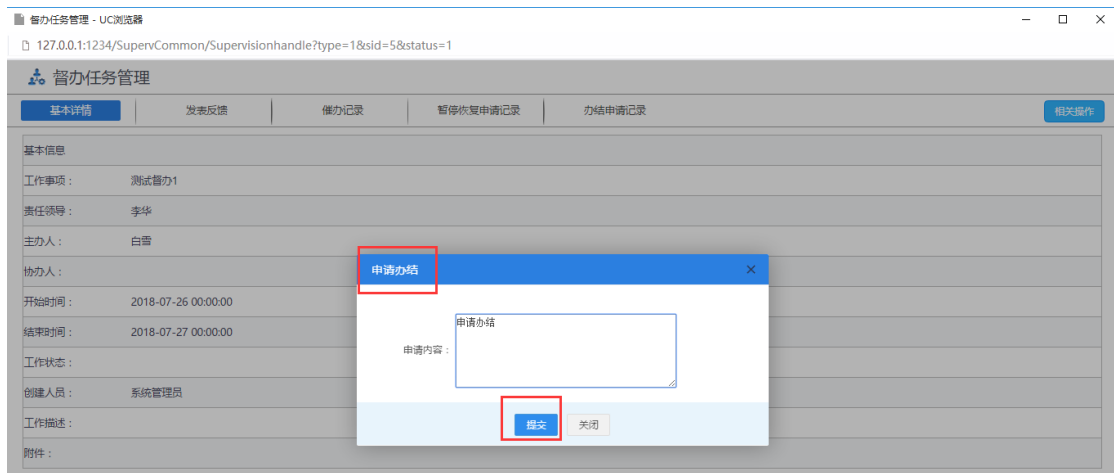 督办任务管理 - UC浏览器
127.0.0.1:1234/SupervCommon/Supervisionhandle?type=1&sid=5&status=1
督办任务管理
基本详情 发表反馈 催办记录 暂停恢复申请记录 办结申请记录 相关操作
基本信息
工作事项： 测试督办1
责任领导： 李华
主办人： 白雪
协办人：
申请办结
开始时间： 2018-07-26 00:00:00
申请办结
结束时间： 2018-07-27 00:00:00
申请内容：
工作状态：
创建人员： 系统管理员
工作描述：
提交 关闭
附件：